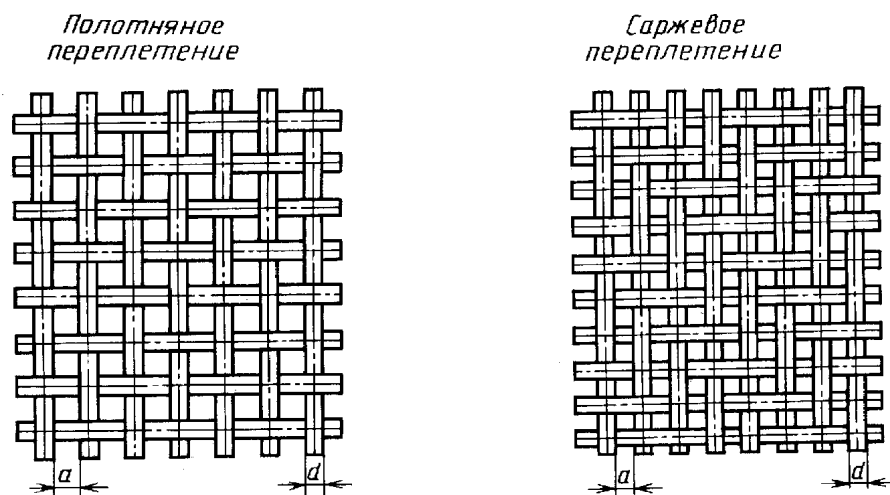 Полотняное
переплетение
Саржевое
переплетение
a
d
a
d